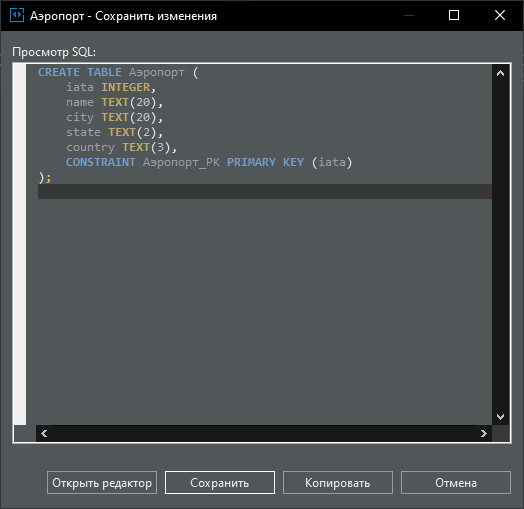 Аэропорт - Сохранить изменения
Просмотр SQL:
CREATE TABLE Аэропорт (
iata INTEGER,
name TEXT(20),
city TEXT(20),
state TEXT(2),
country TEXT(3),
CONSTRAINT Аэропорт_PK PRIMARY KEY (iata)
);
Открыть редактор
Сохранить
Копировать
Отмена